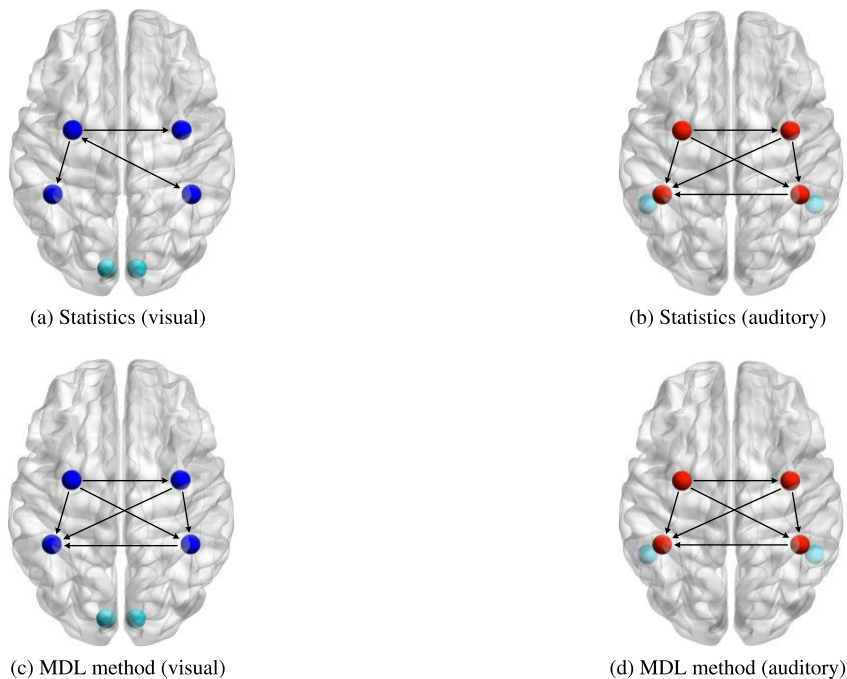 (a) Statistics (visual)
(b) Statistics (auditory)
(c) MDL method (visual)
(d) MDL method (auditory)